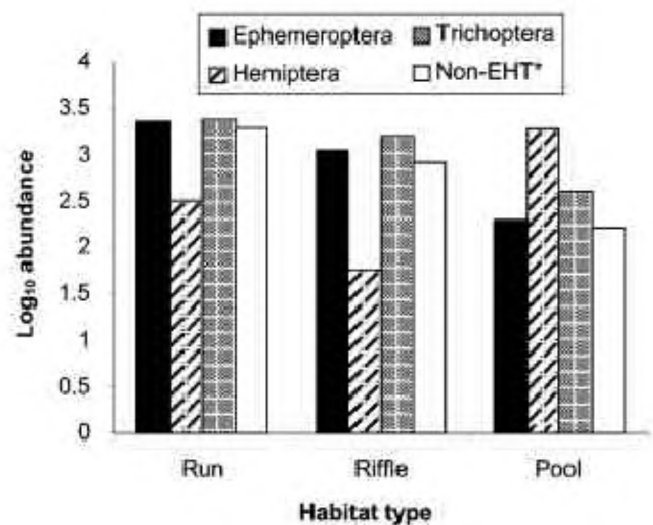 Ephemeroptera Trichoptera
Hemiptera Non-EHT*
4
3.5
3
2.5
2
1.5
1
0.5
0
Log₁₀ abundance
Run Riffle Pool
Habitat type